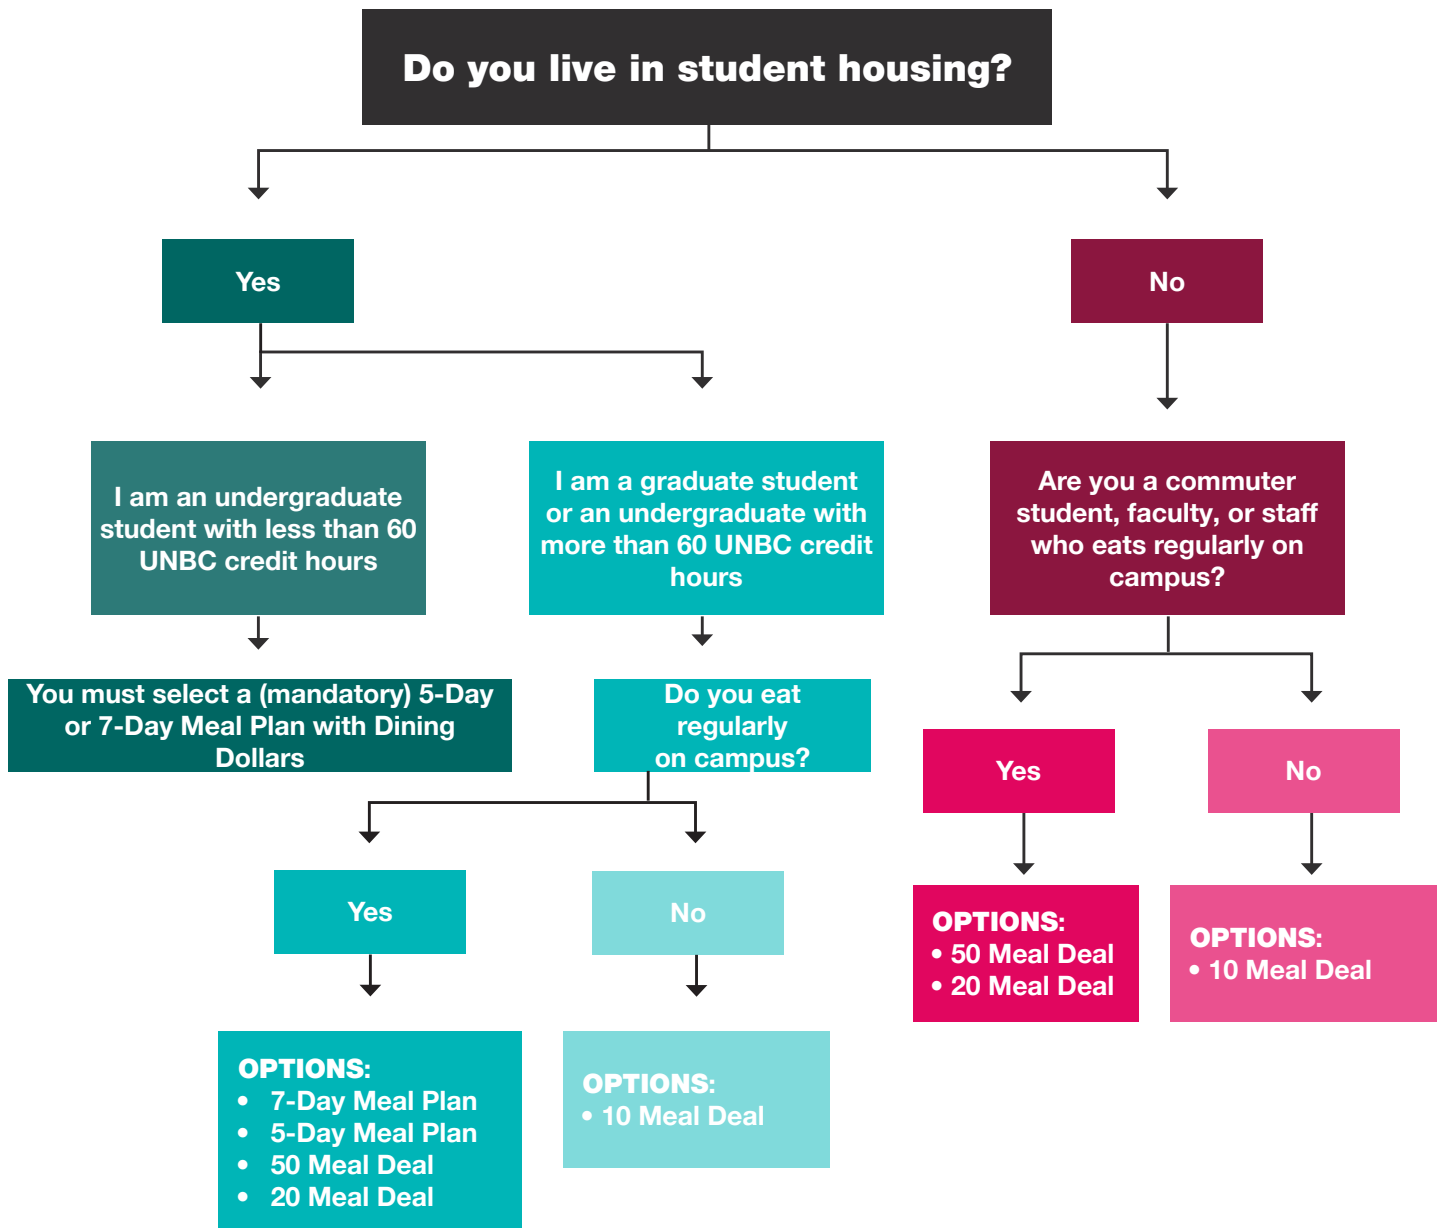 Do you live in student housing?
Yes
No
I am an undergraduate
student with less than 60
UNBC credit hours
I am a graduate student
or an undergraduate with
more than 60 UNBC credit
hours
Are you a commuter
student, faculty, or staff
who eats regularly on
campus?
You must select a (mandatory) 5-Day
or 7-Day Meal Plan with Dining
Dollars
Do you eat
regularly
on campus?
Yes
No
Yes
No
OPTIONS:
• 50 Meal Deal
• 20 Meal Deal
OPTIONS:
• 10 Meal Deal
OPTIONS:
• 7-Day Meal Plan
• 5-Day Meal Plan
• 50 Meal Deal
• 20 Meal Deal
OPTIONS:
• 10 Meal Deal